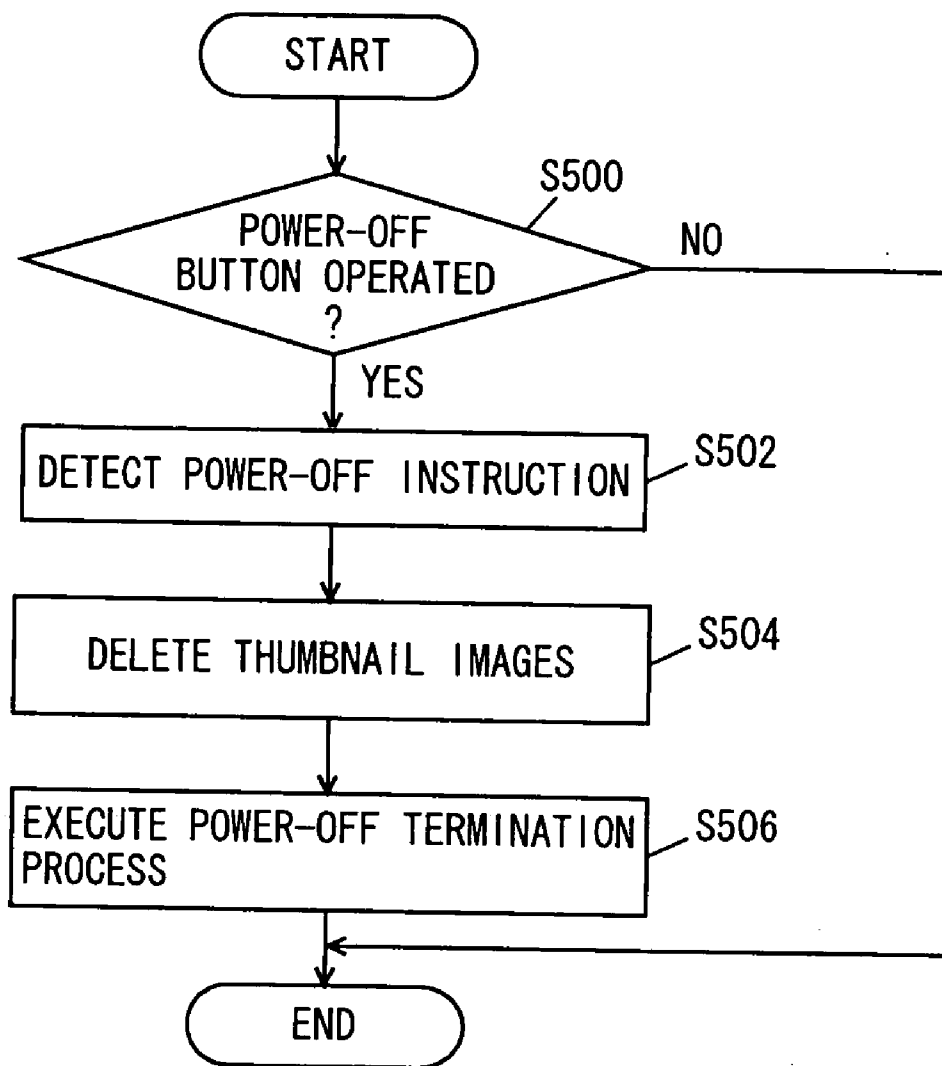 START
S500
POWER-OFF
BUTTON OPERATED
?
NO
YES
DETECT POWER-OFF INSTRUCTION
S502
DELETE THUMBNAIL IMAGES
S504
EXECUTE POWER-OFF TERMINATION
PROCESS
S506
END